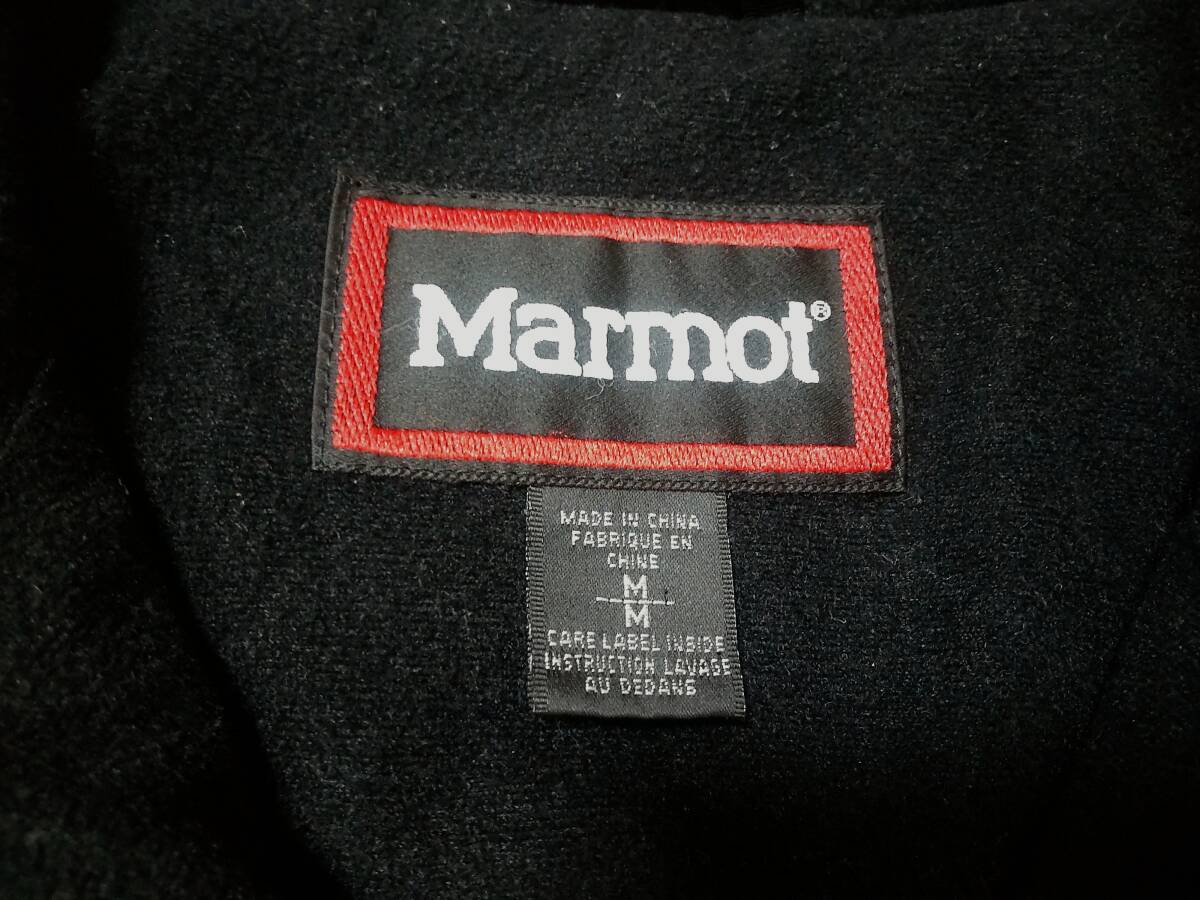 Marmot®
MADE IN CHINA
FABRIQUE EN
CHINE
M
M
CARE LABEL INSIDE
INSTRUCTION LAVAGE
AU DEDANS